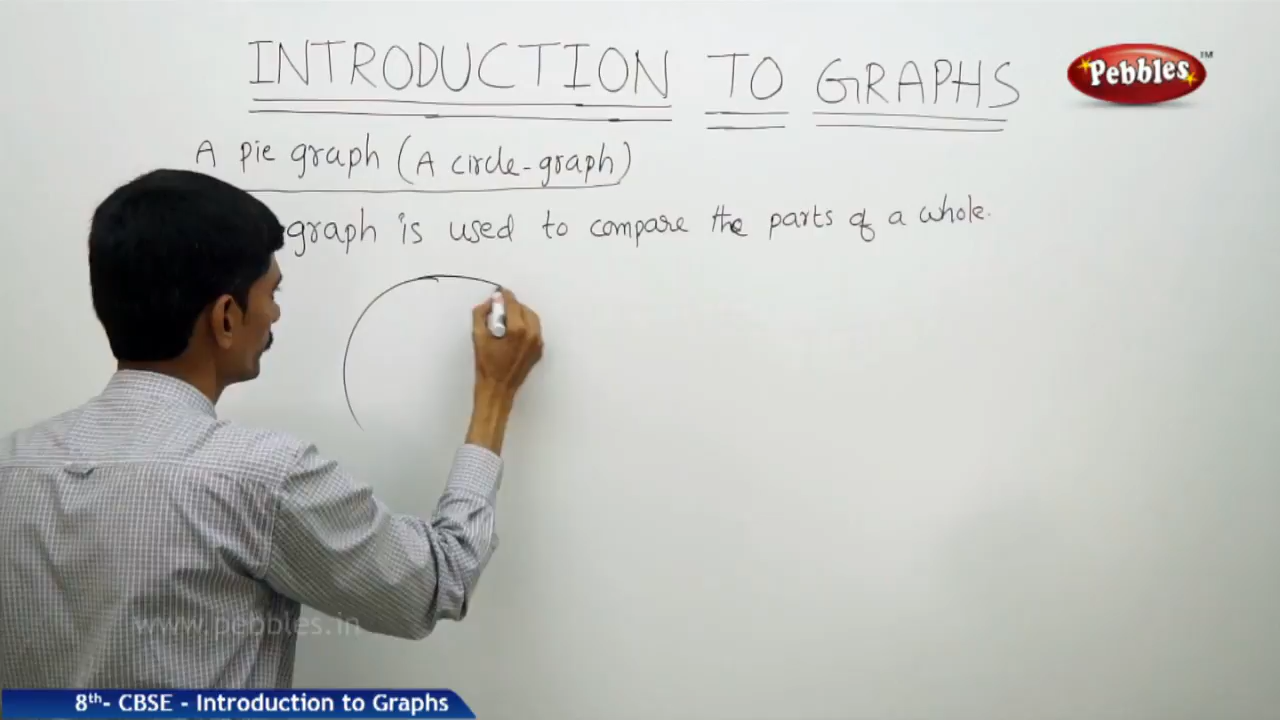 INTRODUCTION TO GRAPHS
Pebbles™
A pie graph (A circle-graph)
graph is used to compare the parts of a whole.
www.pebbles.in
8th- CBSE - Introduction to Graphs